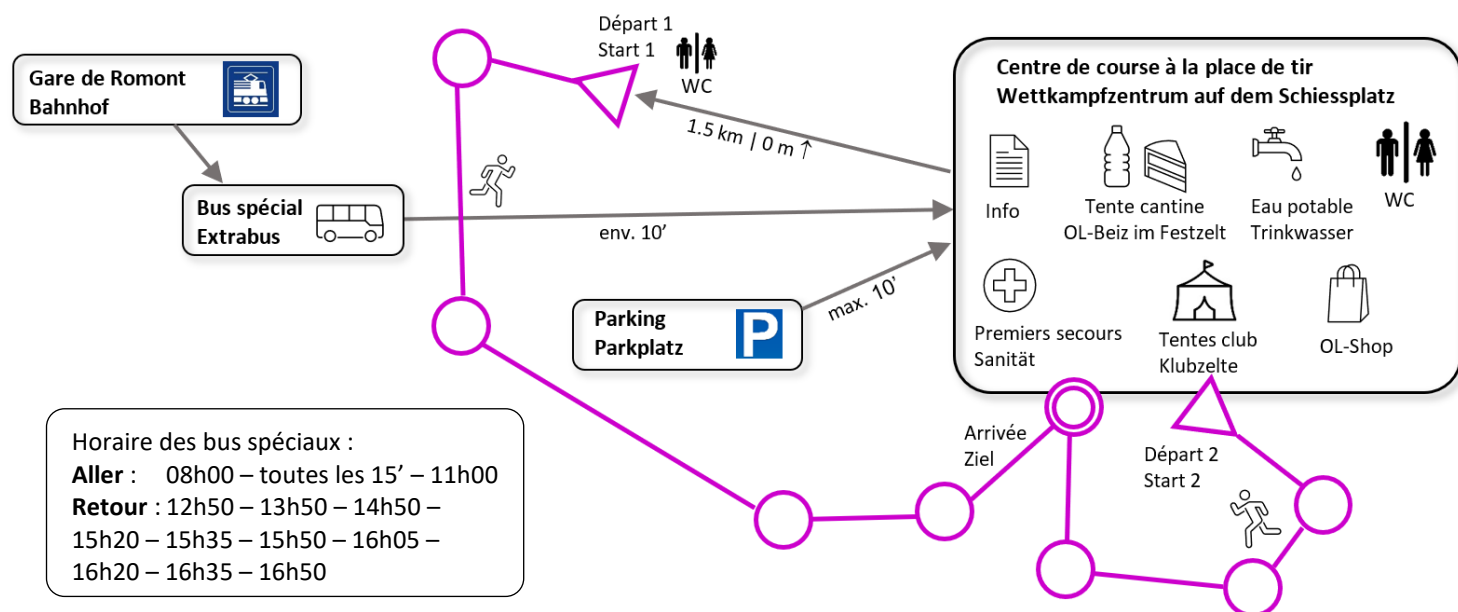 Départ 1
Start 1
WC
Gare de Romont
Bahnhof
Centre de course à la place de tir
Wettkampfzentrum auf dem Schiessplatz
1.5 km | 0 m ↑
Info
Tente cantine
OL-Beiz im Festzelt
Eau potable
Trinkwasser
WC
Bus spécial
Extrabus
env. 10’
max. 10’
Parking
Parkplatz
P
Premiers secours
Sanität
Tentes club
Klubzelte
OL-Shop
Arrivée
Ziel
Départ 2
Start 2
Horaire des bus spéciaux :
Aller : 08h00 – toutes les 15’ – 11h00
Retour : 12h50 – 13h50 – 14h50 –
15h20 – 15h35 – 15h50 – 16h05 –
16h20 – 16h35 – 16h50